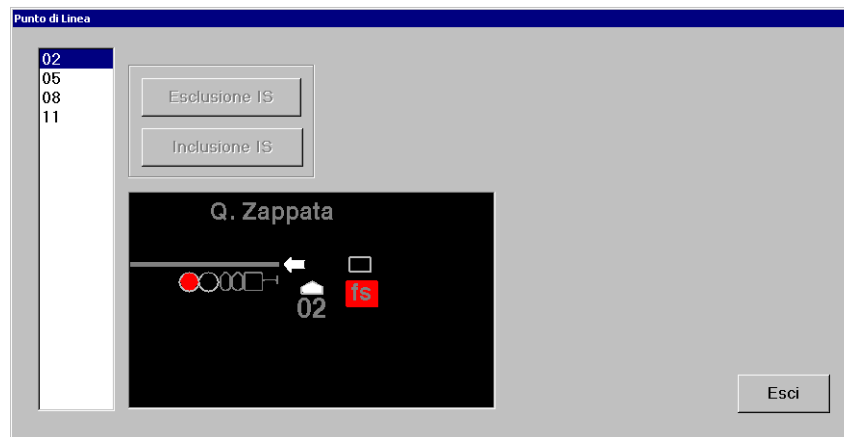 Punto di Linea
02
05
08
11
Esclusione IS
Inclusione IS
Q. Zappata
02
fs
Esci